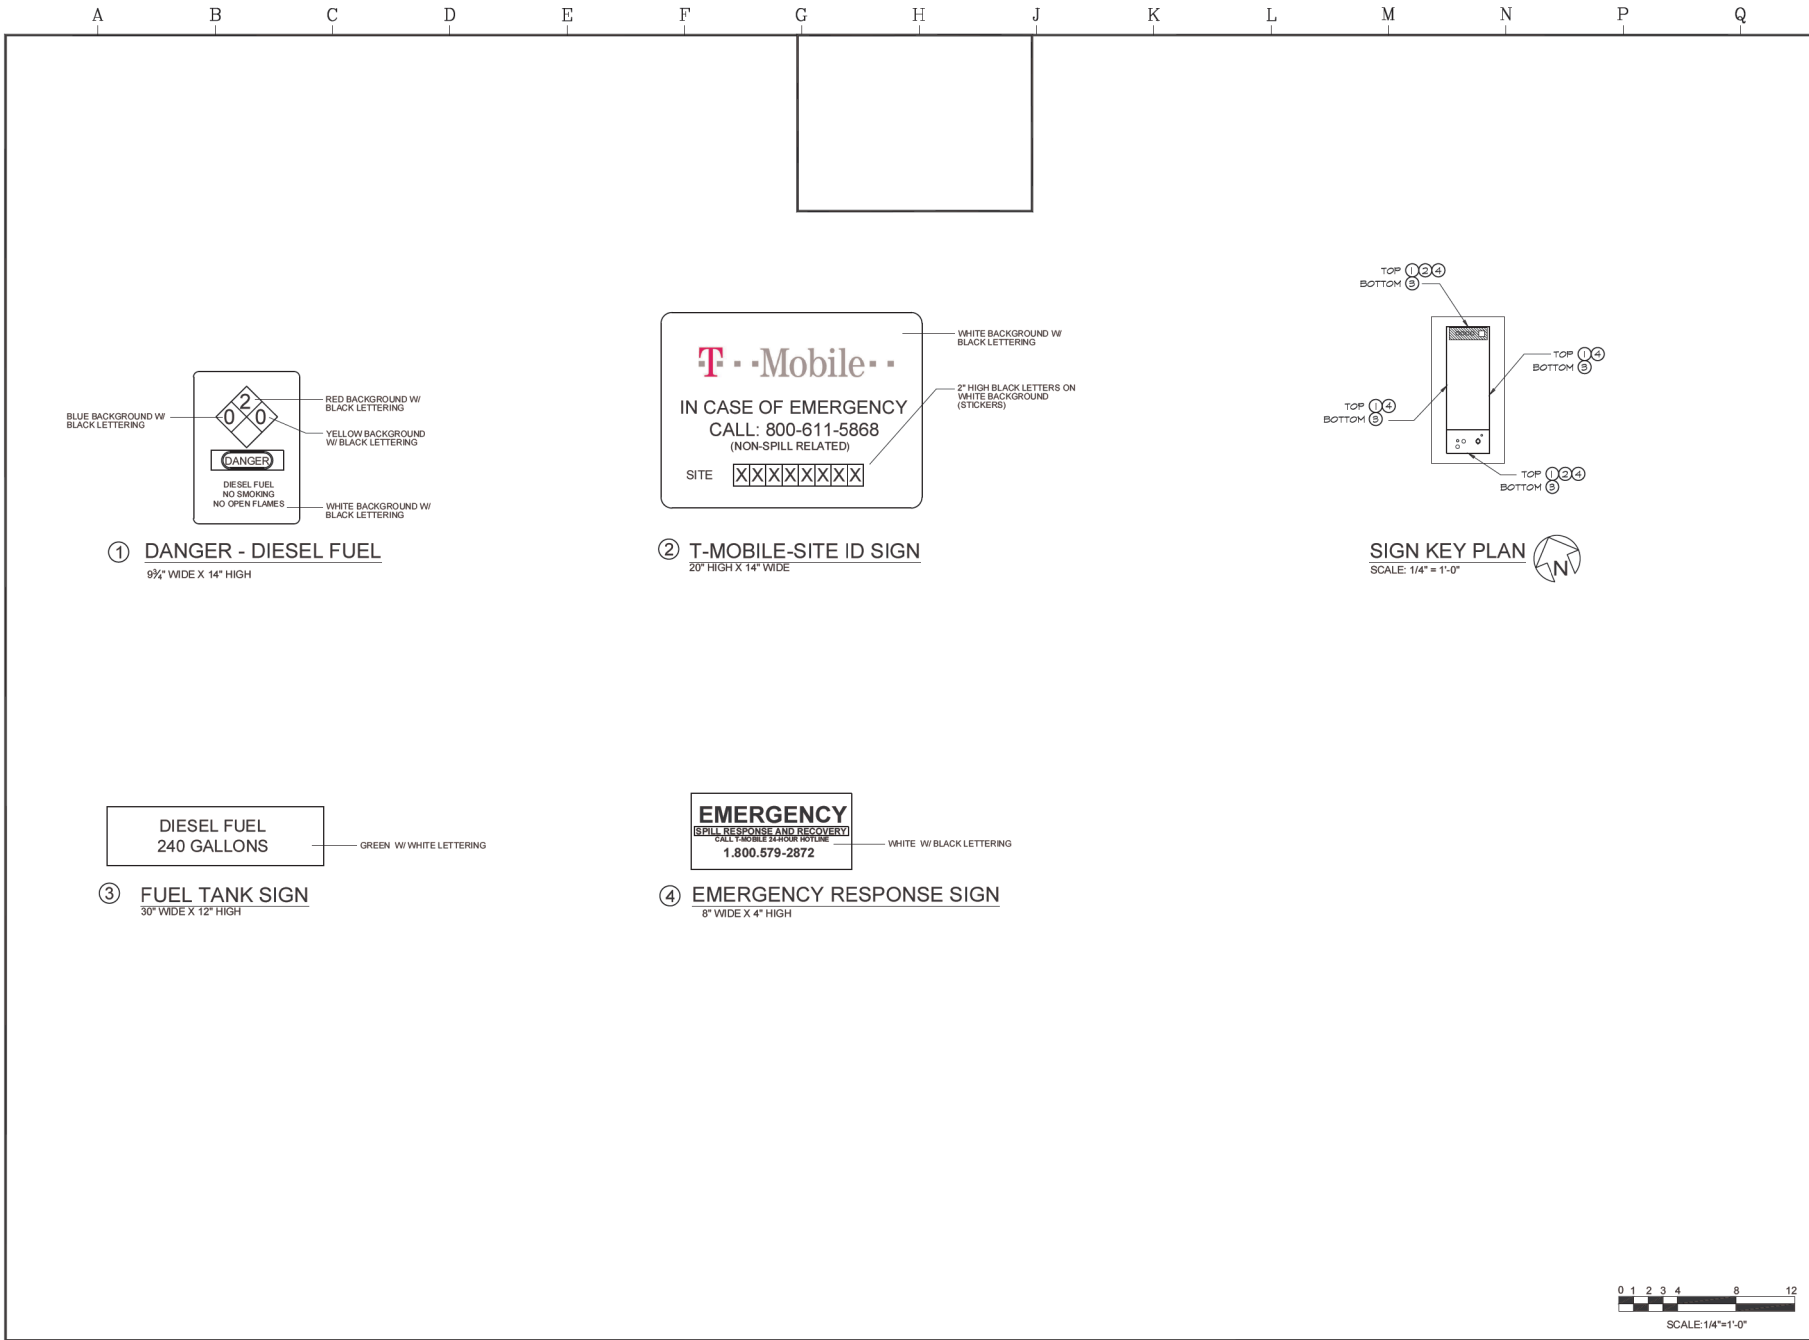 A B C D E F G H J K L M N P Q
TOP 1 2 4
BOTTOM 3
TOP 1 4
BOTTOM 3
TOP 1 4
BOTTOM 3
TOP 1 2 4
BOTTOM 3
SIGN KEY PLAN
SCALE: 1/4" = 1'-0"
N
2
0 0
DANGER
DIESEL FUEL
NO SMOKING
NO OPEN FLAMES
BLUE BACKGROUND W/
BLACK LETTERING
RED BACKGROUND W/
BLACK LETTERING
YELLOW BACKGROUND
W/ BLACK LETTERING
WHITE BACKGROUND W/
BLACK LETTERING
1 DANGER - DIESEL FUEL
9¾" WIDE X 14" HIGH
T··Mobile··
IN CASE OF EMERGENCY
CALL: 800-611-5868
(NON-SPILL RELATED)
SITE XXXXXXXX
WHITE BACKGROUND W/
BLACK LETTERING
2" HIGH BLACK LETTERS ON
WHITE BACKGROUND
(STICKERS)
2 T-MOBILE-SITE ID SIGN
20" HIGH X 14" WIDE
DIESEL FUEL
240 GALLONS
GREEN W/ WHITE LETTERING
3 FUEL TANK SIGN
30" WIDE X 12" HIGH
EMERGENCY
SPILL RESPONSE AND RECOVERY
CALL T-MOBILE 24-HOUR HOTLINE
1.800.579-2872
WHITE W/ BLACK LETTERING
4 EMERGENCY RESPONSE SIGN
8" WIDE X 4" HIGH
0 1 2 3 4 8 12
SCALE:1/4"=1'-0"